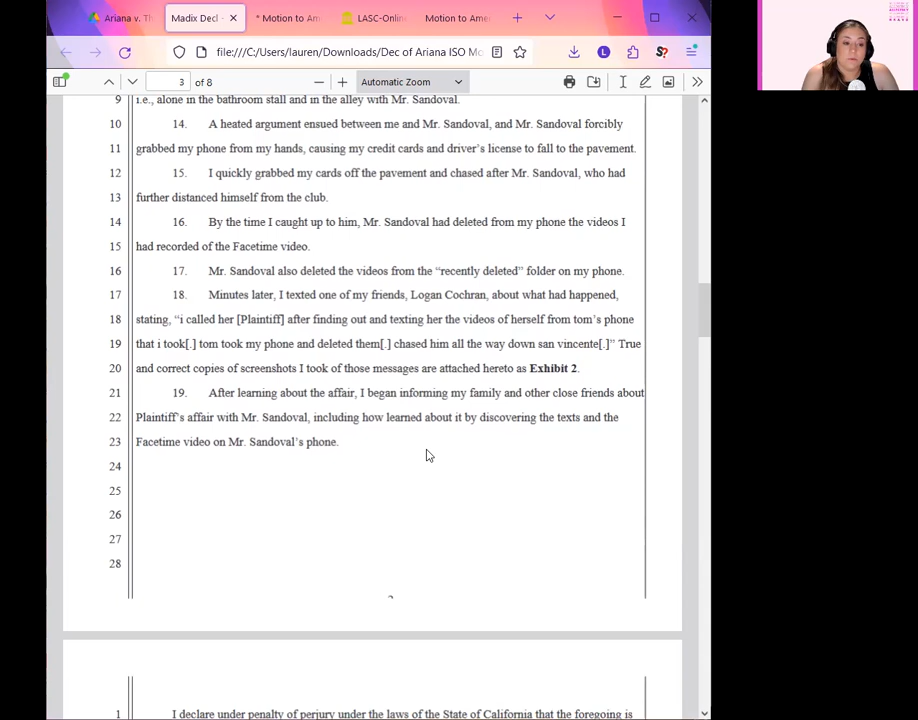 Ariana v. Th
Madix Decl -
* Motion to Am
LASC-Onlin
Motion to Ame
file:///C:/Users/lauren/Downloads/Dec of Ariana ISO Mo
L
S?
3 of 8
Automatic Zoom
9 i.e., alone in the bathroom stall and in the alley with Mr. Sandoval.
10 14. A heated argument ensued between me and Mr. Sandoval, and Mr. Sandoval forcibly
11 grabbed my phone from my hands, causing my credit cards and driver's license to fall to the pavement.
12 15. I quickly grabbed my cards off the pavement and chased after Mr. Sandoval, who had
13 further distanced himself from the club.
14 16. By the time I caught up to him, Mr. Sandoval had deleted from my phone the videos I
15 had recorded of the Facetime video.
16 17. Mr. Sandoval also deleted the videos from the “recently deleted” folder on my phone.
17 18. Minutes later, I texted one of my friends, Logan Cochran, about what had happened,
18 stating, “i called her [Plaintiff] after finding out and texting her the videos of herself from tom's phone
19 that i took[.] tom took my phone and deleted them[.] chased him all the way down san vincente[.]” True
20 and correct copies of screenshots I took of those messages are attached hereto as Exhibit 2.
21 19. After learning about the affair, I began informing my family and other close friends about
22 Plaintiff's affair with Mr. Sandoval, including how learned about it by discovering the texts and the
23 Facetime video on Mr. Sandoval's phone.
24
25
26
27
28
1 I declare under penalty of perjury under the laws of the State of California that the foregoing is